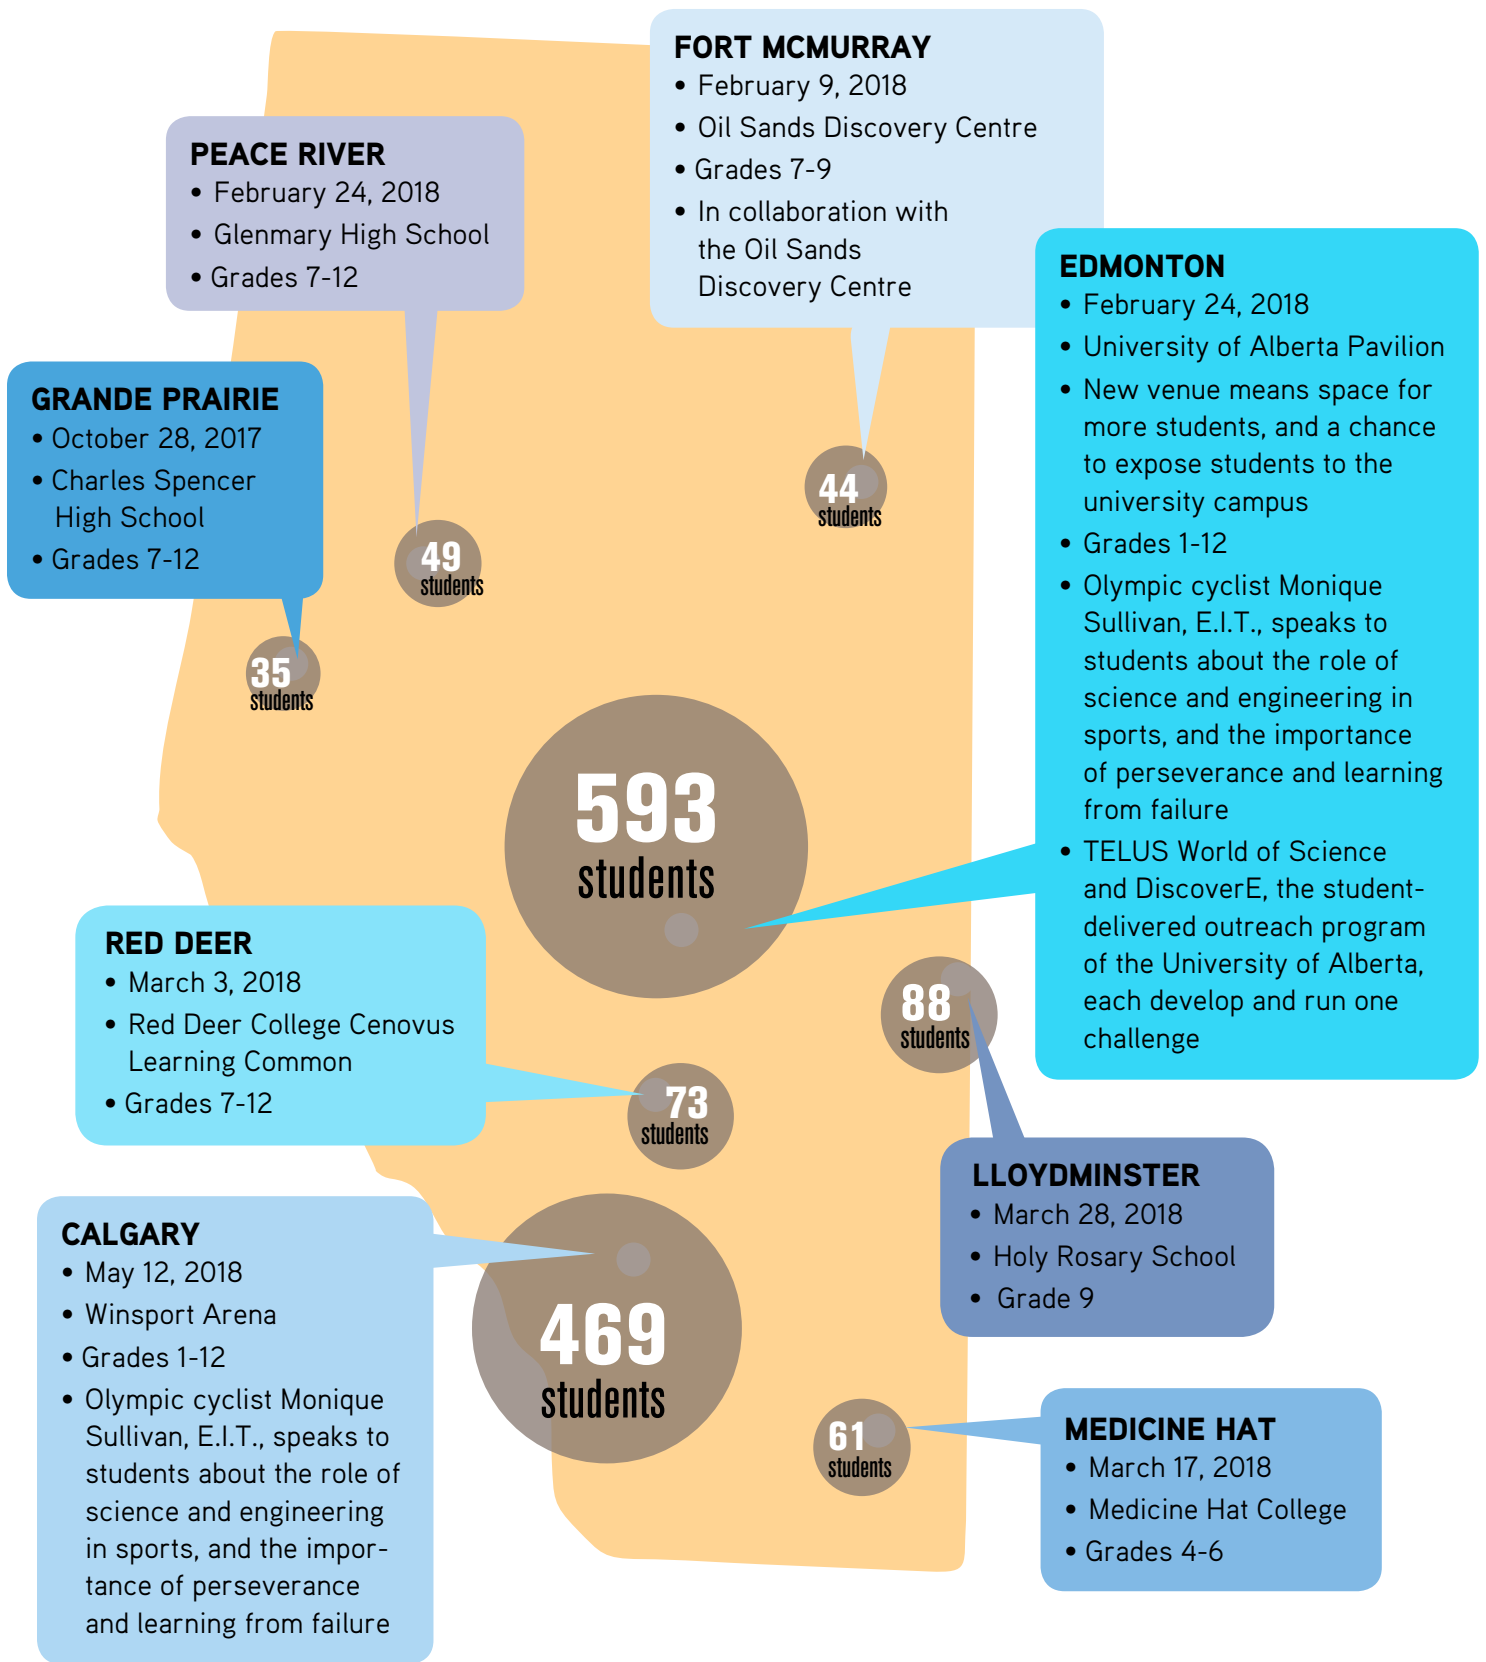 FORT MCMURRAY
• February 9, 2018
• Oil Sands Discovery Centre
• Grades 7-9
• In collaboration with
the Oil Sands
Discovery Centre
PEACE RIVER
• February 24, 2018
• Glenmary High School
• Grades 7-12
EDMONTON
• February 24, 2018
• University of Alberta Pavilion
• New venue means space for
more students, and a chance
to expose students to the
university campus
• Grades 1-12
• Olympic cyclist Monique
Sullivan, E.I.T., speaks to
students about the role of
science and engineering in
sports, and the importance
of perseverance and learning
from failure
• TELUS World of Science
and DiscoverE, the student-
delivered outreach program
of the University of Alberta,
each develop and run one
challenge
GRANDE PRAIRIE
• October 28, 2017
• Charles Spencer
High School
• Grades 7-12
44
students
49
students
35
students
593
students
RED DEER
• March 3, 2018
• Red Deer College Cenovus
Learning Common
• Grades 7-12
88
students
73
students
LLOYDMINSTER
• March 28, 2018
• Holy Rosary School
• Grade 9
CALGARY
• May 12, 2018
• Winsport Arena
• Grades 1-12
• Olympic cyclist Monique
Sullivan, E.I.T., speaks to
students about the role of
science and engineering
in sports, and the impor-
tance of perseverance
and learning from failure
469
students
61
students
MEDICINE HAT
• March 17, 2018
• Medicine Hat College
• Grades 4-6